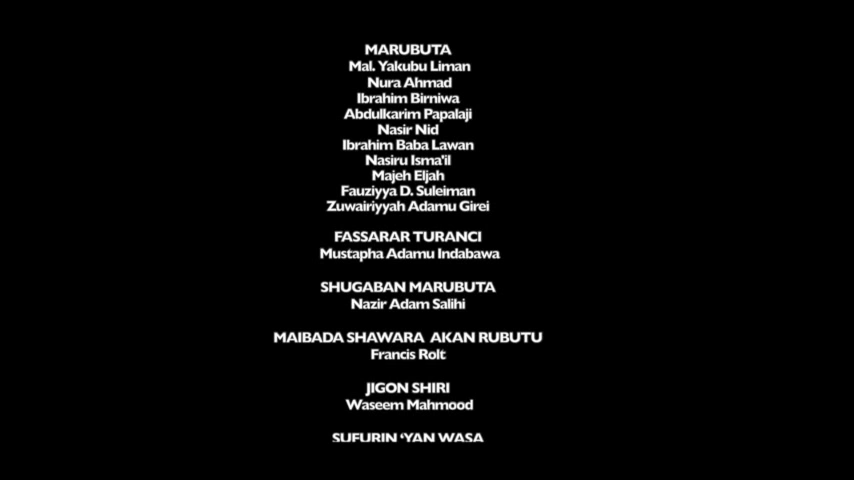 MARUBUTA
Mal. Yakubu Liman
Nura Ahmad
Ibrahim Birniwa
Abdulkarim Papalaji
Nasir Nid
Ibrahim Baba Lawan
Nasiru Isma'il
Majeh Eljah
Fauziyya D. Suleiman
Zuwairiyyah Adamu Girei
FASSARAR TURANCI
Mustapha Adamu Indabawa
SHUGABAN MARUBUTA
Nazir Adam Salihi
MAIBADA SHAWARA AKAN RUBUTU
Francis Rolt
JIGON SHIRI
Waseem Mahmood
SUFURIN ‘YAN WASA